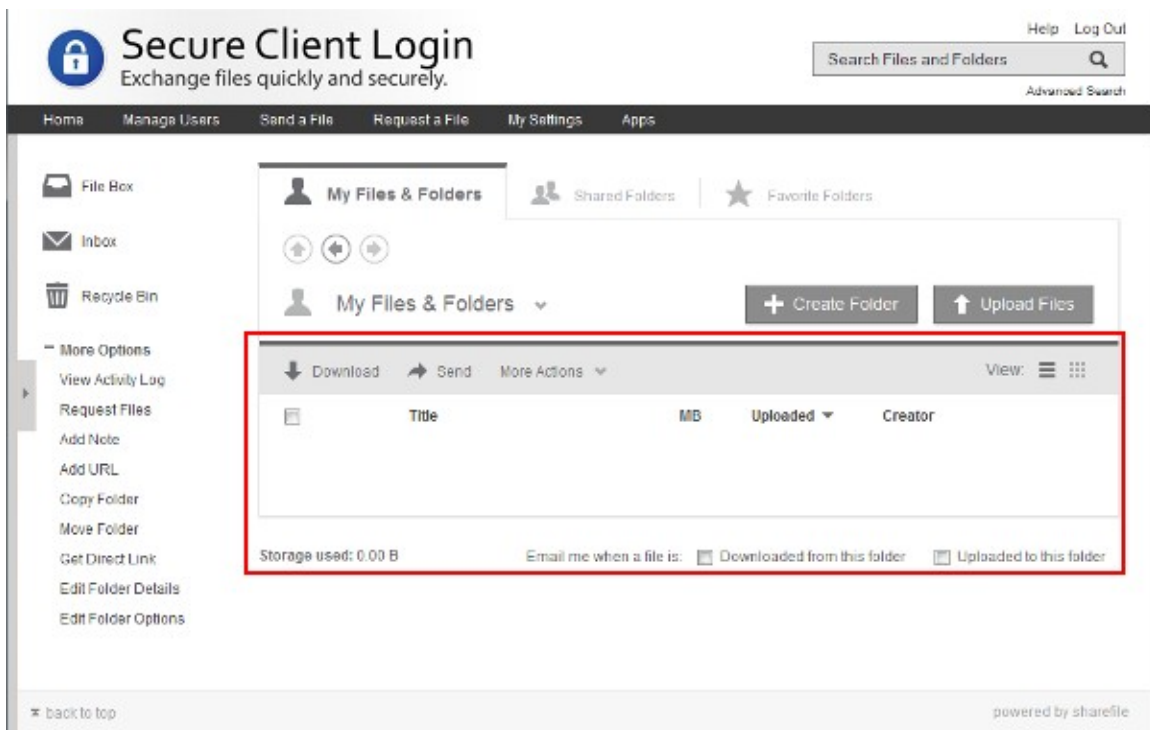 Help Log Out
Secure Client Login
Exchange files quickly and securely.
Search Files and Folders
Advanced Search
Home Manage Users Send a File Request a File My Settings Apps
File Box
My Files & Folders Shared Folders Favorite Folders
Inbox
Recycle Bin
My Files & Folders Create Folder Upload Files
More Options
View Activity Log
Request Files
Add Note
Add URL
Copy Folder
Move Folder
Get Direct Link
Edit Folder Details
Edit Folder Options
Download Send More Actions View:
Title MB Uploaded Creator
Storage used: 0.00 B Email me when a file is: Downloaded from this folder Uploaded to this folder
back to top powered by sharefile